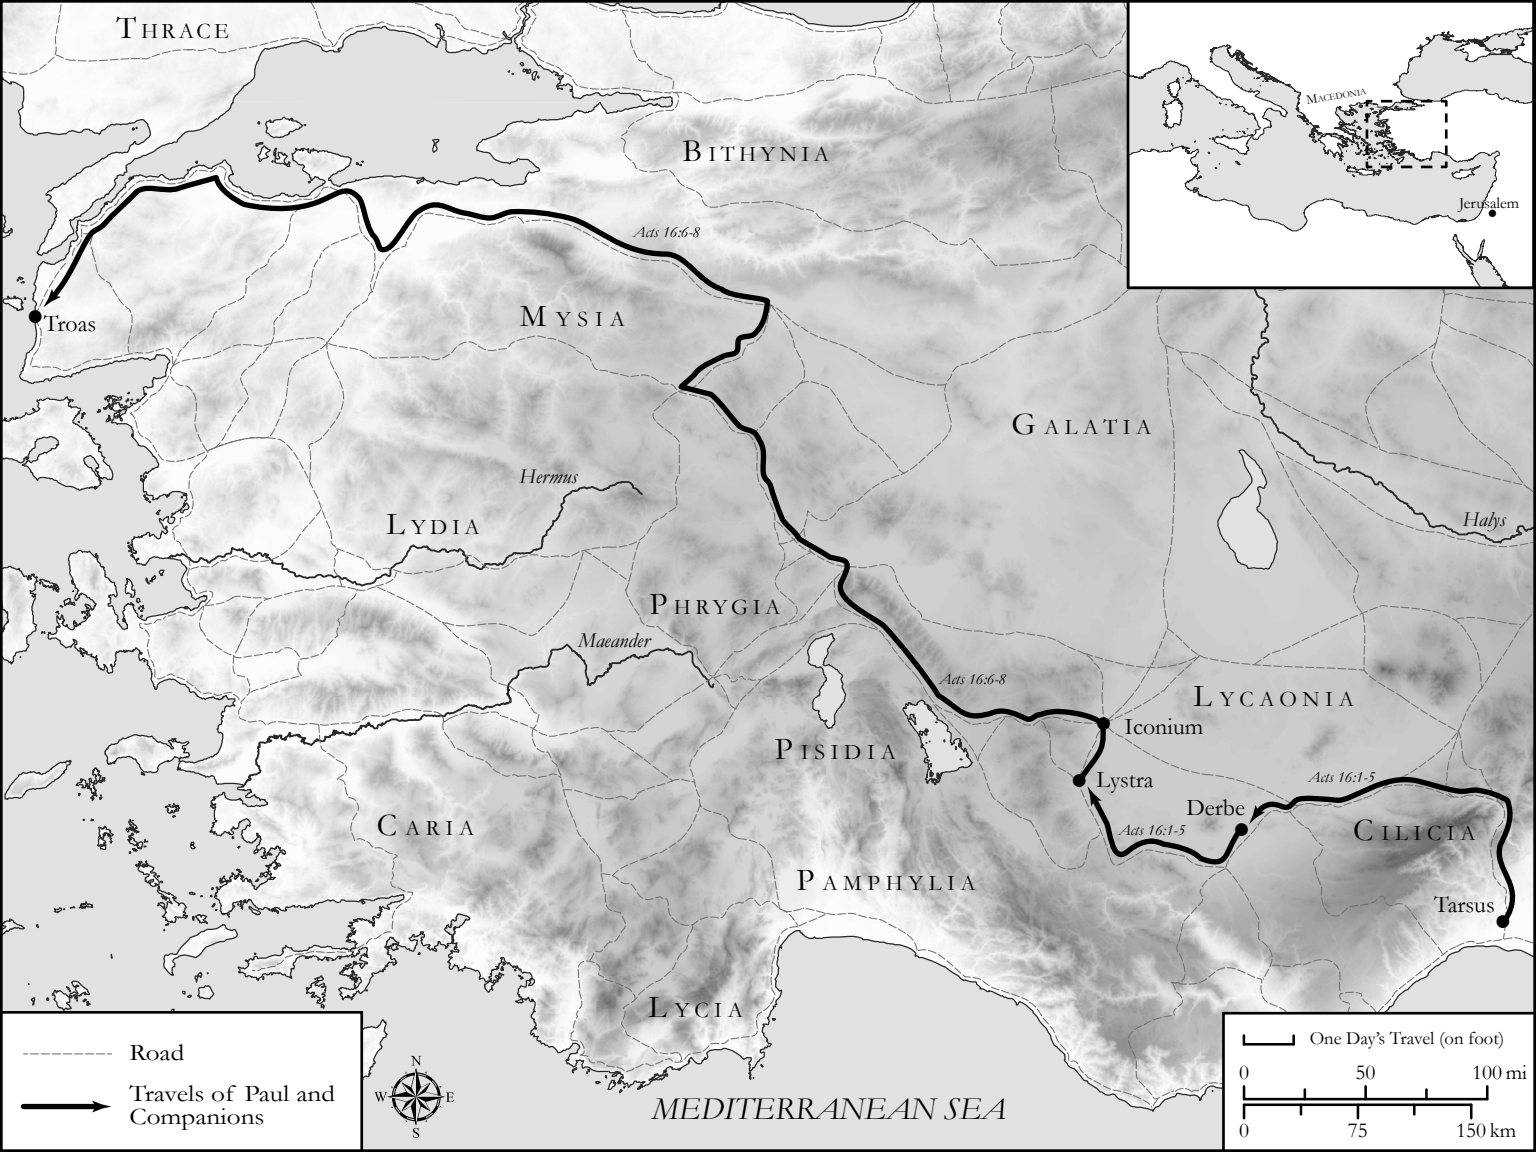 THRACE
MACEDONIA
Jerusalem
BITHYNIA
Acts 16:6-8
Troas
MYSIA
GALATIA
Hermus
LYDIA
Halys
PHRYGIA
Maeander
Acts 16:6-8
LYCAONIA
Iconium
PISIDIA
Lystra
Acts 16:1-5
Derbe
CARIA
Acts 16:1-5
CILICIA
PAMPHYLIA
Tarsus
LYCIA
Road
Travels of Paul and
Companions
N
W E
S
MEDITERRANEAN SEA
One Day's Travel (on foot)
0 50 100 mi
0 75 150 km